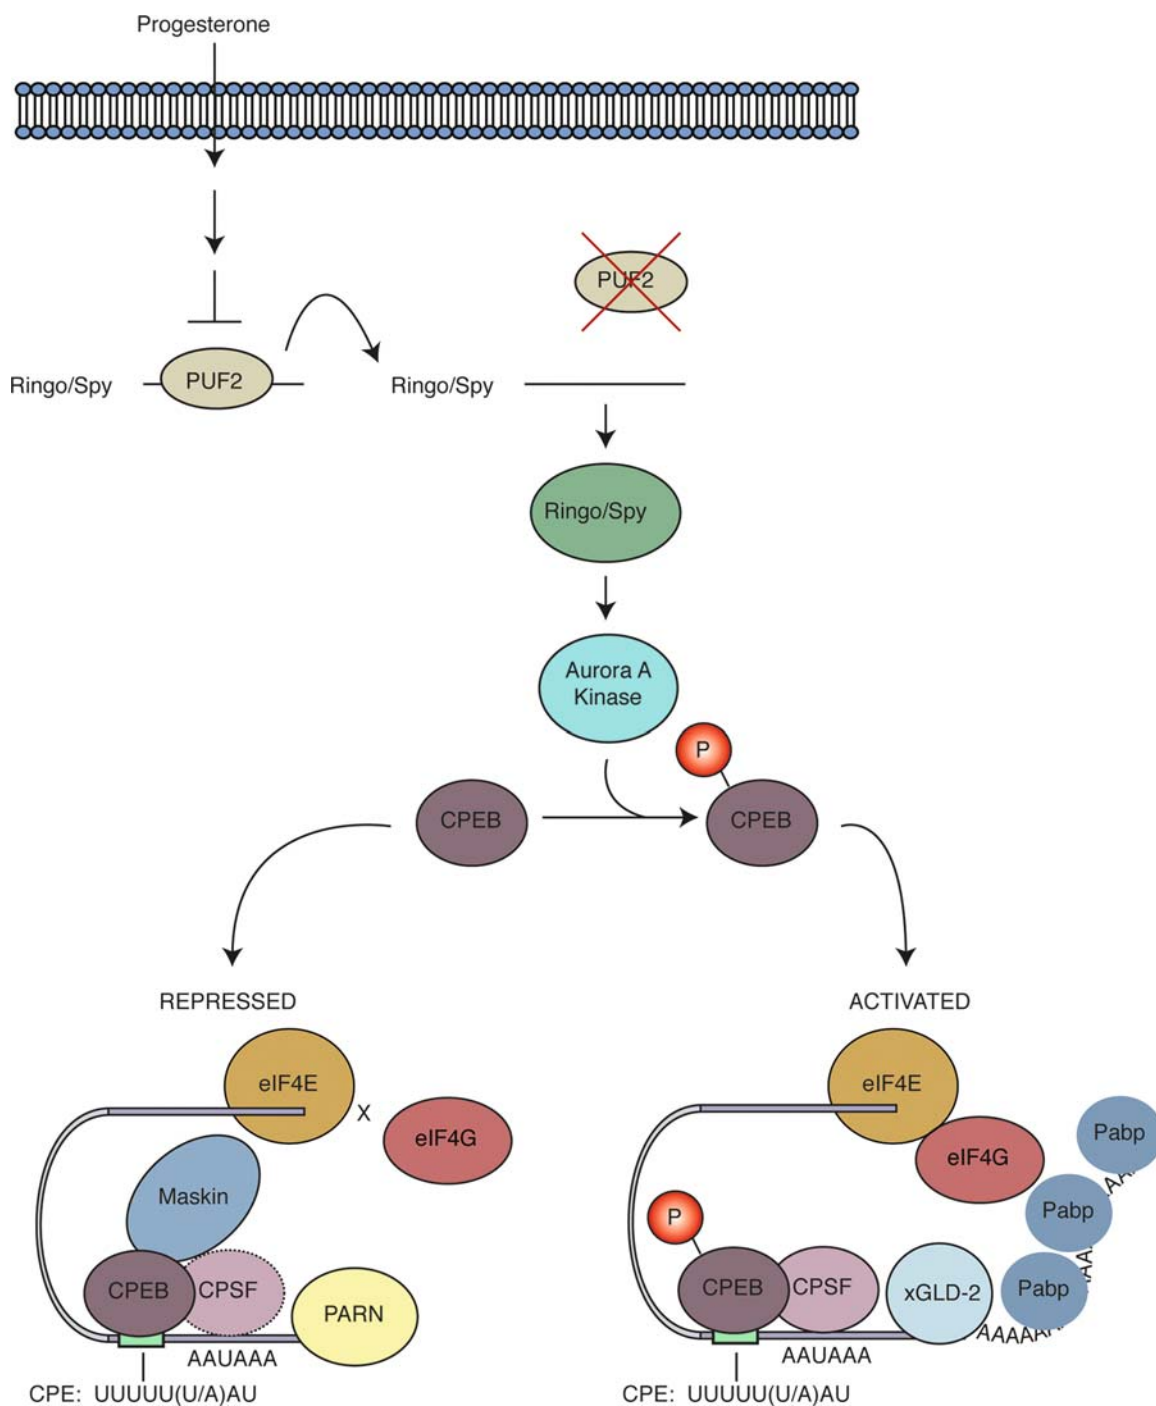 Progesterone
PUF2
Ringo/Spy
PUF2
Ringo/Spy
Ringo/Spy
Aurora A
Kinase
P
CPEB
CPEB
REPRESSED
ACTIVATED
eIF4E
X
eIF4G
Maskin
CPEB
CPSF
PARN
AAUAAA
CPE: UUUUU(U/A)AU
eIF4E
eIF4G
Pabp
Pabp
Pabp
P
CPEB
CPSF
xGLD-2
AAUAAA
CPE: UUUUU(U/A)AU